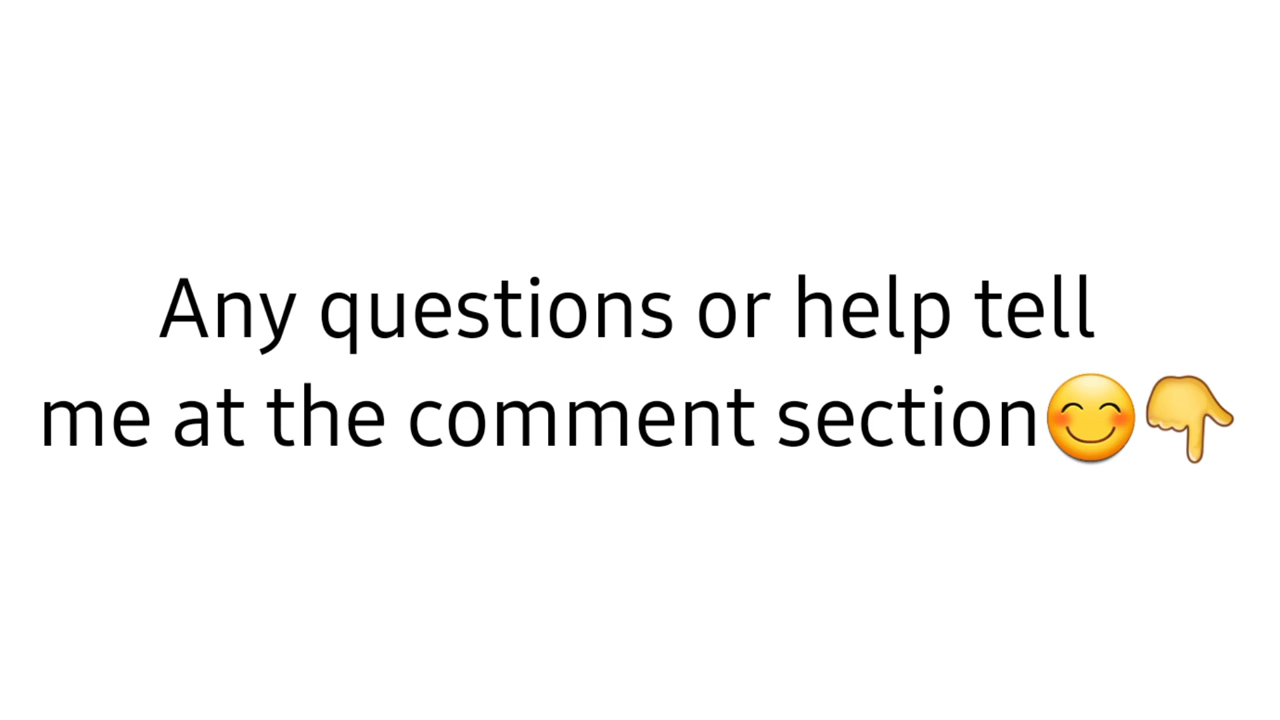 Any questions or help tell
me at the comment section😊👇